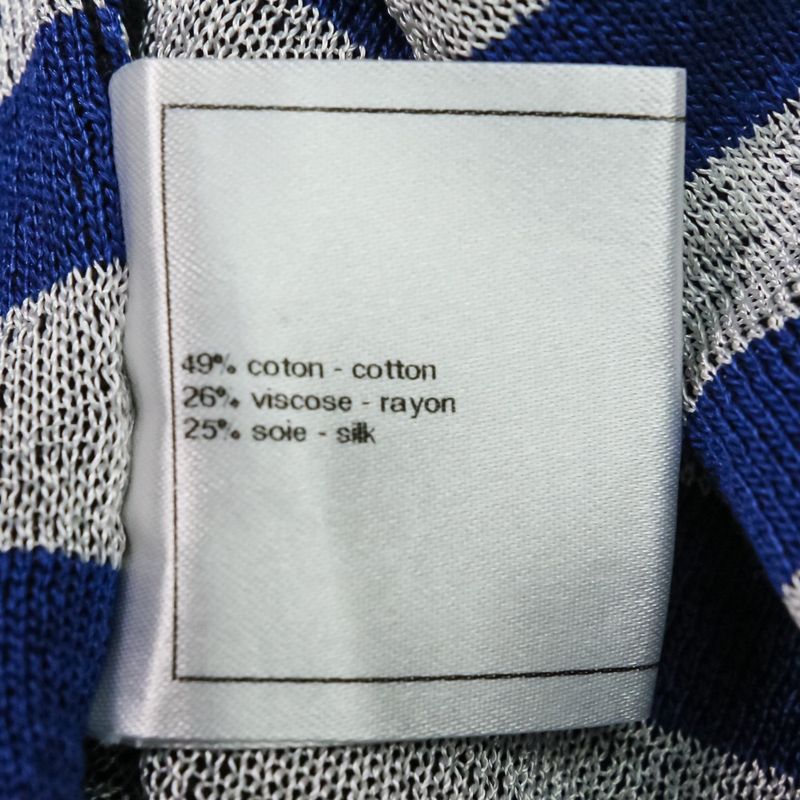 49% coton - cotton
26% viscose - rayon
25% soie - silk